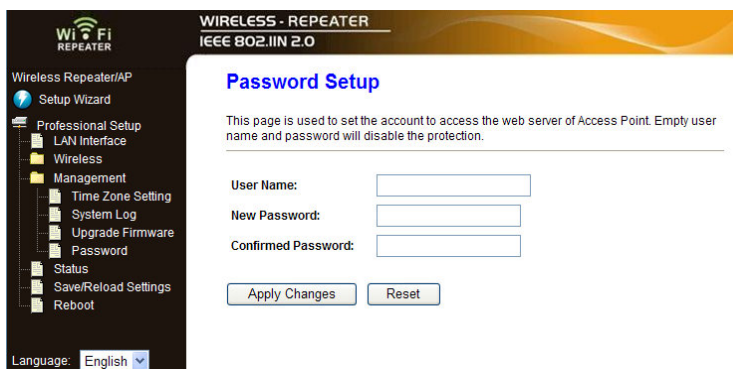 Wi Fi
REPEATER
WIRELESS - REPEATER
IEEE 802.IIN 2.0
Wireless Repeater/AP
Setup Wizard
Professional Setup
LAN Interface
Wireless
Management
Time Zone Setting
System Log
Upgrade Firmware
Password
Status
Save/Reload Settings
Reboot
Language: English
Password Setup
This page is used to set the account to access the web server of Access Point. Empty user
name and password will disable the protection.
User Name:
New Password:
Confirmed Password:
Apply Changes Reset